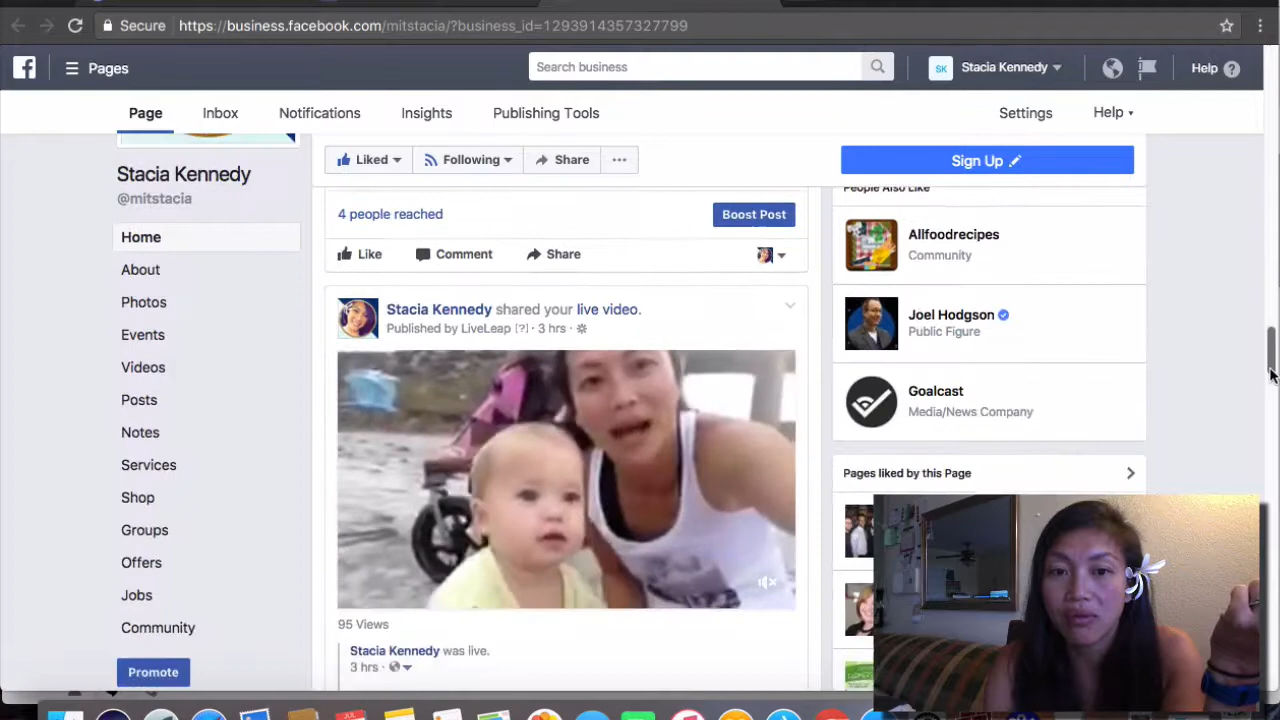 Secure https://business.facebook.com/mitstacia/?business_id=1293914357327799
Pages
Search business
SK Stacia Kennedy
Help ?
Page Inbox Notifications Insights Publishing Tools Settings Help
Stacia Kennedy
@mitstacia
Home
About
Photos
Events
Videos
Posts
Notes
Services
Shop
Groups
Offers
Jobs
Community
Promote
Liked Following Share
Sign Up
4 people reached
Boost Post
Like Comment Share
Stacia Kennedy shared your live video.
Published by LiveLeap [?] · 3 hrs ·
95 Views
Stacia Kennedy was live.
3 hrs ·
People Also Like
Allfoodrecipes
Community
Joel Hodgson
Public Figure
Goalcast
Media/News Company
Pages liked by this Page